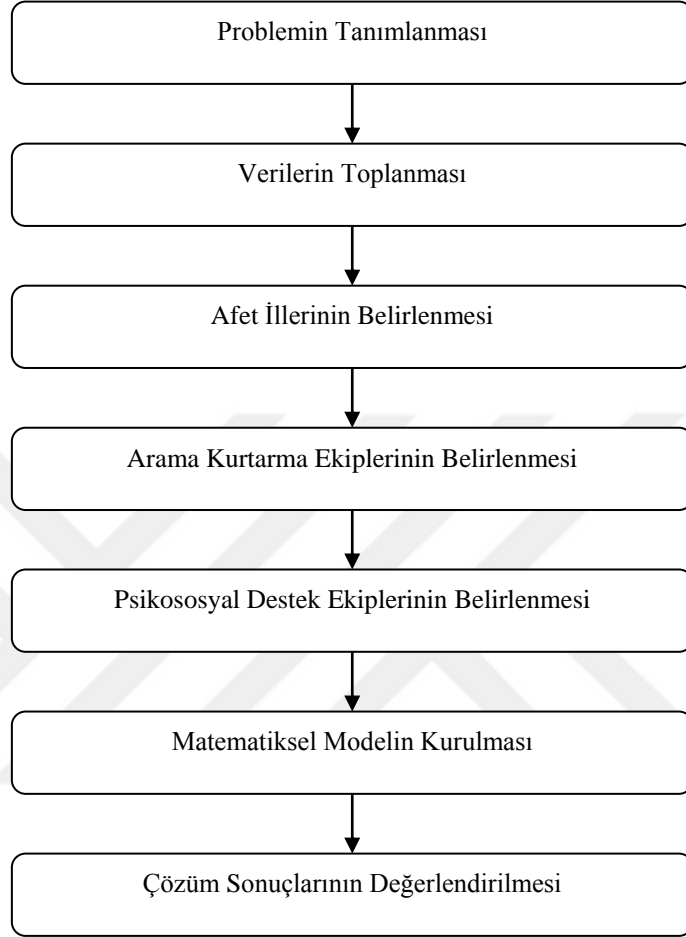 Problemin Tanımlanması
Verilerin Toplanması
Afet İllerinin Belirlenmesi
Arama Kurtarma Ekiplerinin Belirlenmesi
Psikososyal Destek Ekiplerinin Belirlenmesi
Matematiksel Modelin Kurulması
Çözüm Sonuçlarının Değerlendirilmesi